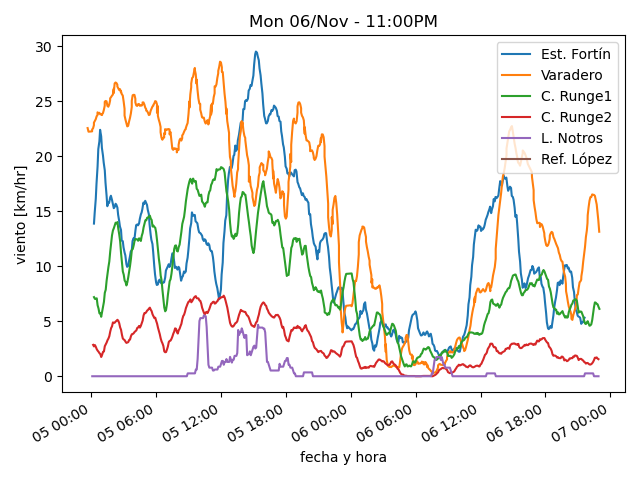 Mon 06/Nov - 11:00PM
Est. Fortín
Varadero
C. Runge1
C. Runge2
L. Notros
Ref. López
viento [km/hr]
30
25
20
15
10
5
0
05 00:00
05 06:00
05 12:00
05 18:00
06 00:00
06 06:00
06 12:00
06 18:00
07 00:00
fecha y hora